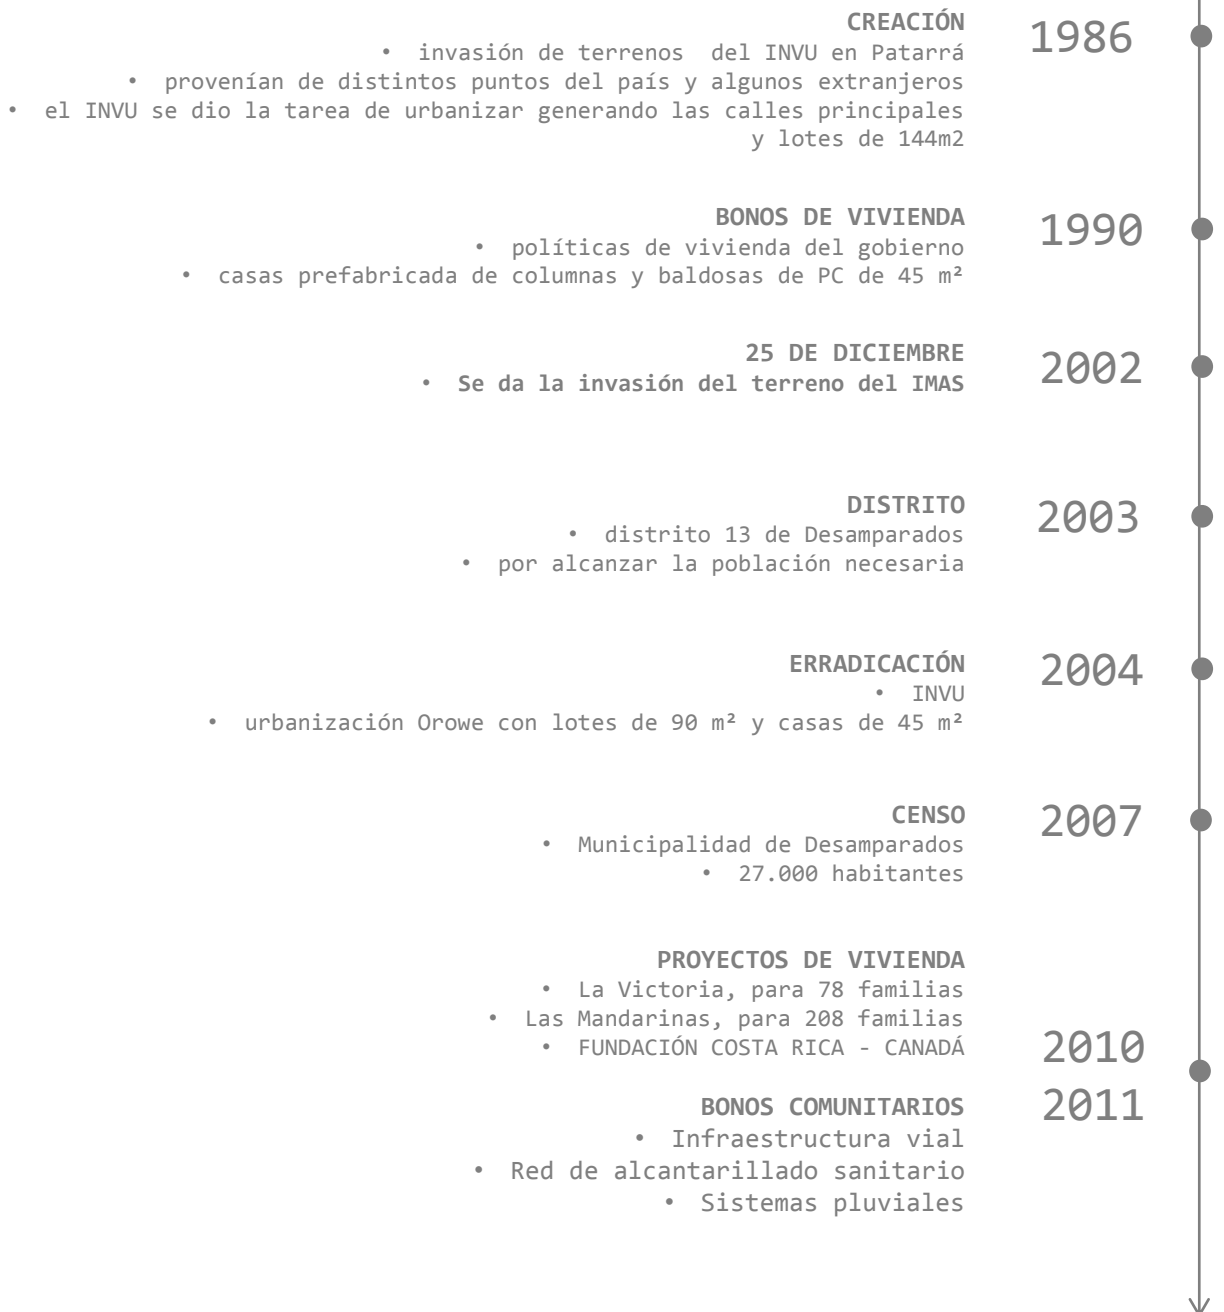 CREACIÓN
1986
• invasión de terrenos  del INVU en Patarrá
• provenían de distintos puntos del país y algunos extranjeros
• el INVU se dio la tarea de urbanizar generando las calles principales
y lotes de 144m2
BONOS DE VIVIENDA
1990
• políticas de vivienda del gobierno
• casas prefabricada de columnas y baldosas de PC de 45 m²
25 DE DICIEMBRE
2002
• Se da la invasión del terreno del IMAS
DISTRITO
2003
• distrito 13 de Desamparados
• por alcanzar la población necesaria
ERRADICACIÓN
2004
• INVU
• urbanización Orowe con lotes de 90 m² y casas de 45 m²
CENSO
2007
• Municipalidad de Desamparados
• 27.000 habitantes
PROYECTOS DE VIVIENDA
• La Victoria, para 78 familias
• Las Mandarinas, para 208 familias
• FUNDACIÓN COSTA RICA - CANADÁ
2010
2011
BONOS COMUNITARIOS
• Infraestructura vial
• Red de alcantarillado sanitario
• Sistemas pluviales